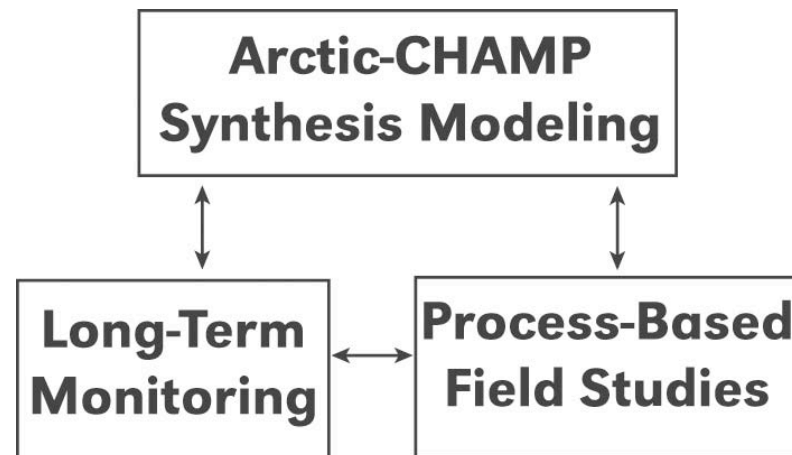 Arctic-CHAMP
Synthesis Modeling
Long-Term
Monitoring
Process-Based
Field Studies